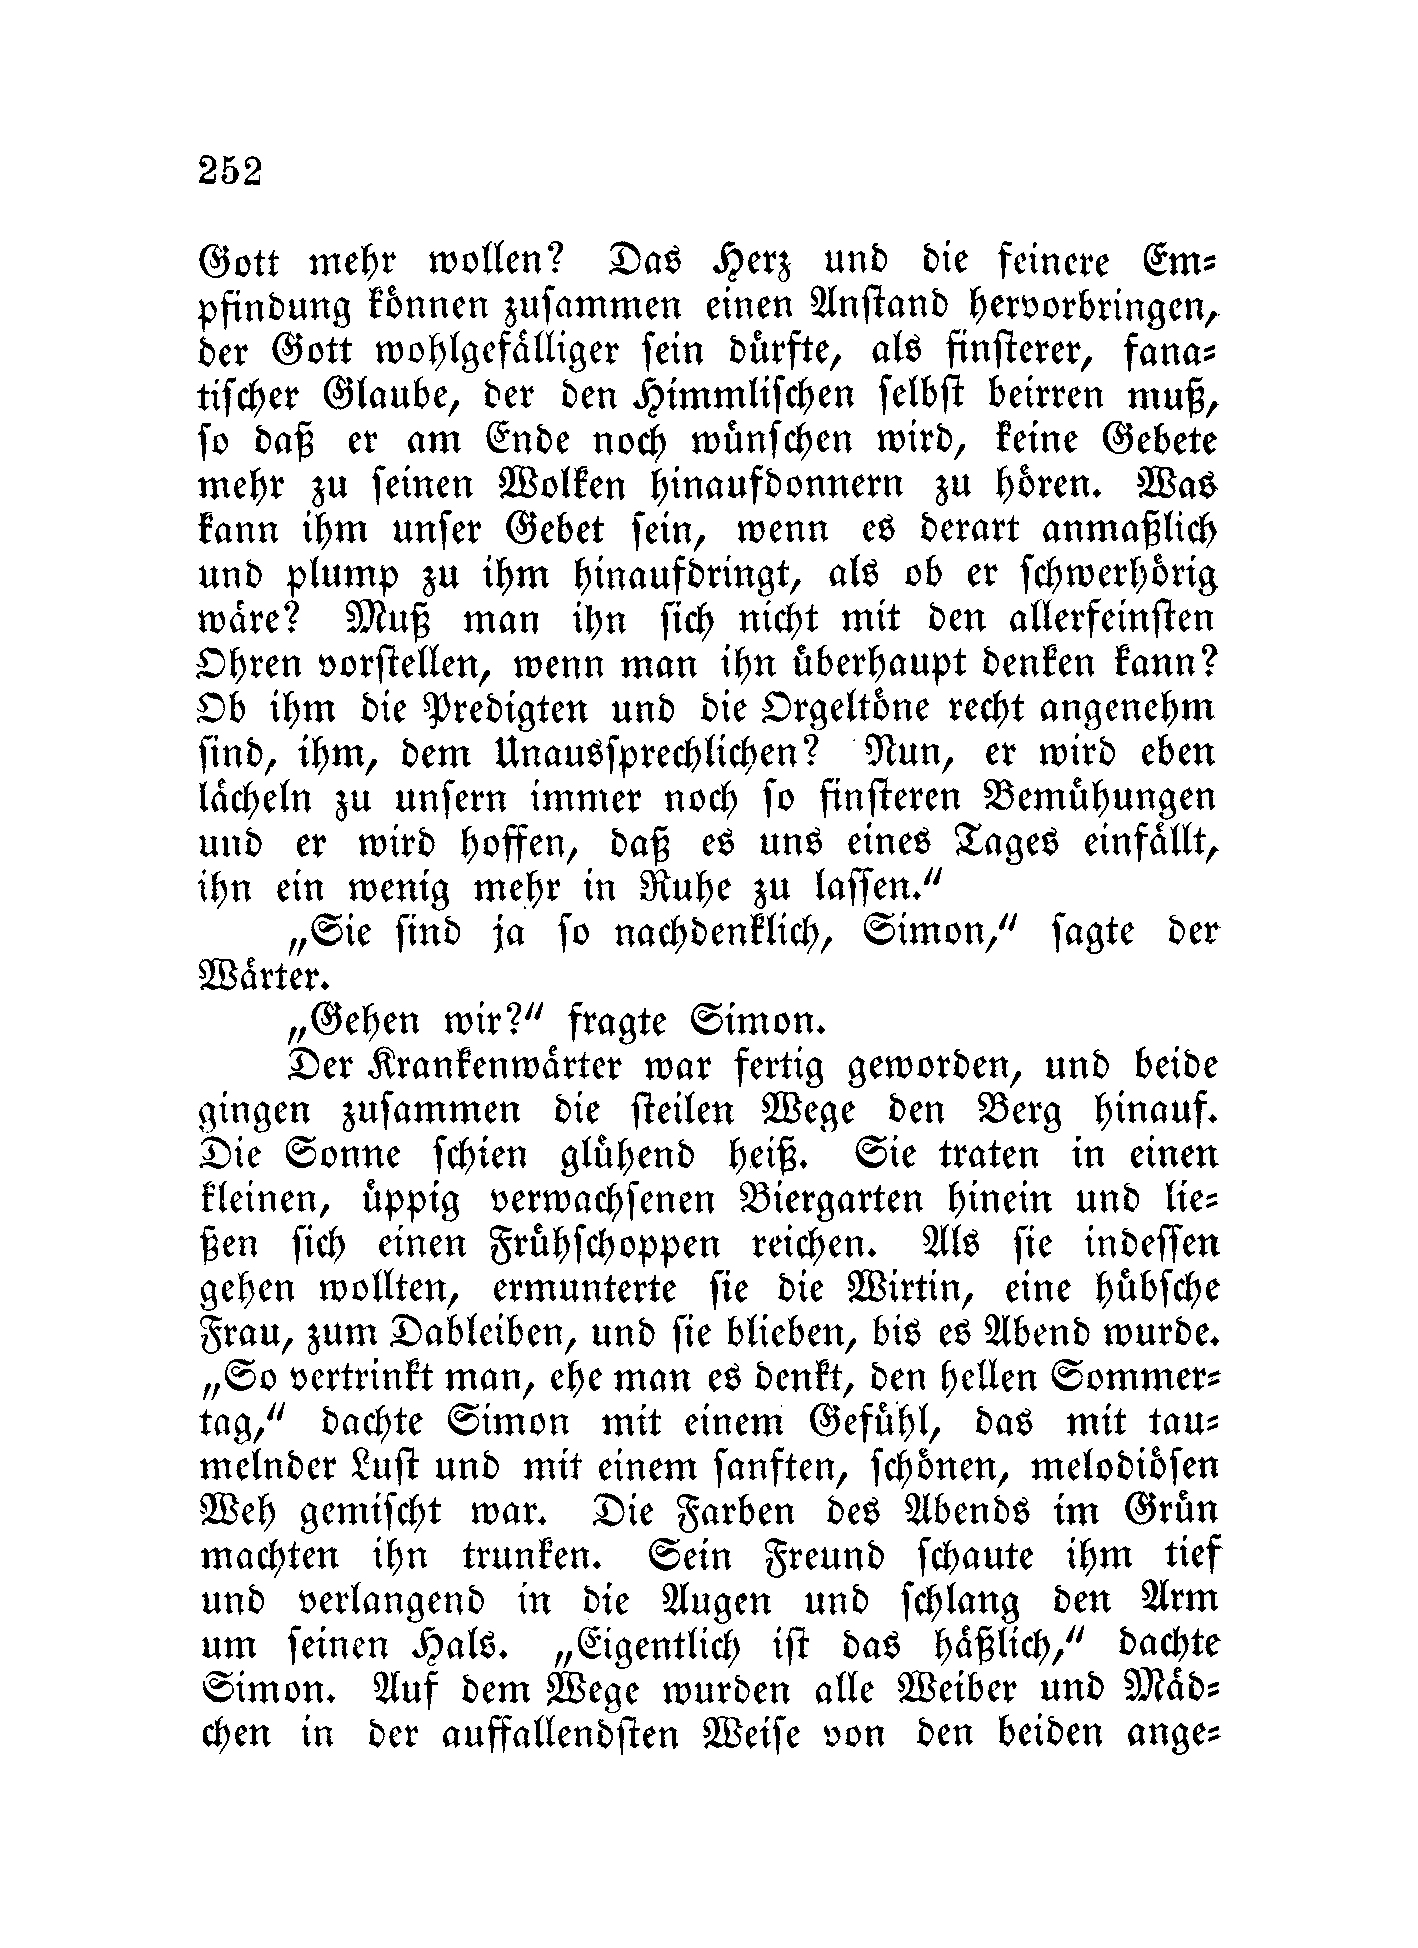 252
Gott mehr wollen? Das Herz und die feinere Em-
pfindung können zusammen einen Anstand hervorbringen,
der Gott wohlgefälliger sein dürfte, als finsterer, fana-
tischer Glaube, der den Himmlischen selbst beirren muß,
so daß er am Ende noch wünschen wird, keine Gebete
mehr zu seinen Wolken hinaufdonnern zu hören. Was
kann ihm unser Gebet sein, wenn es derart anmaßlich
und plump zu ihm hinaufdringt, als ob er schwerhörig
wäre? Muß man ihn sich nicht mit den allerfeinsten
Ohren vorstellen, wenn man ihn überhaupt denken kann?
Ob ihm die Predigten und die Orgeltöne recht angenehm
sind, ihm, dem Unaussprechlichen? Nun, er wird eben
lächeln zu unsern immer noch so finsteren Bemühungen
und er wird hoffen, daß es uns eines Tages einfällt,
ihn ein wenig mehr in Ruhe zu lassen.“
„Sie sind ja so nachdenklich, Simon,“ sagte der
Wärter.
„Gehen wir?“ fragte Simon.
Der Krankenwärter war fertig geworden, und beide
gingen zusammen die steilen Wege den Berg hinauf.
Die Sonne schien glühend heiß. Sie traten in einen
kleinen, üppig verwachsenen Biergarten hinein und lie-
ßen sich einen Frühschoppen reichen. Als sie indessen
gehen wollten, ermunterte sie die Wirtin, eine hübsche
Frau, zum Dableiben, und sie blieben, bis es Abend wurde.
„So vertrinkt man, ehe man es denkt, den hellen Sommer-
tag,“ dachte Simon mit einem Gefühl, das mit tau-
melnder Lust und mit einem sanften, schönen, melodiösen
Weh gemischt war. Die Farben des Abends im Grün
machten ihn trunken. Sein Freund schaute ihm tief
und verlangend in die Augen und schlang den Arm
um seinen Hals. „Eigentlich ist das häßlich,“ dachte
Simon. Auf dem Wege wurden alle Weiber und Mäd-
chen in der auffallendsten Weise von den beiden ange-